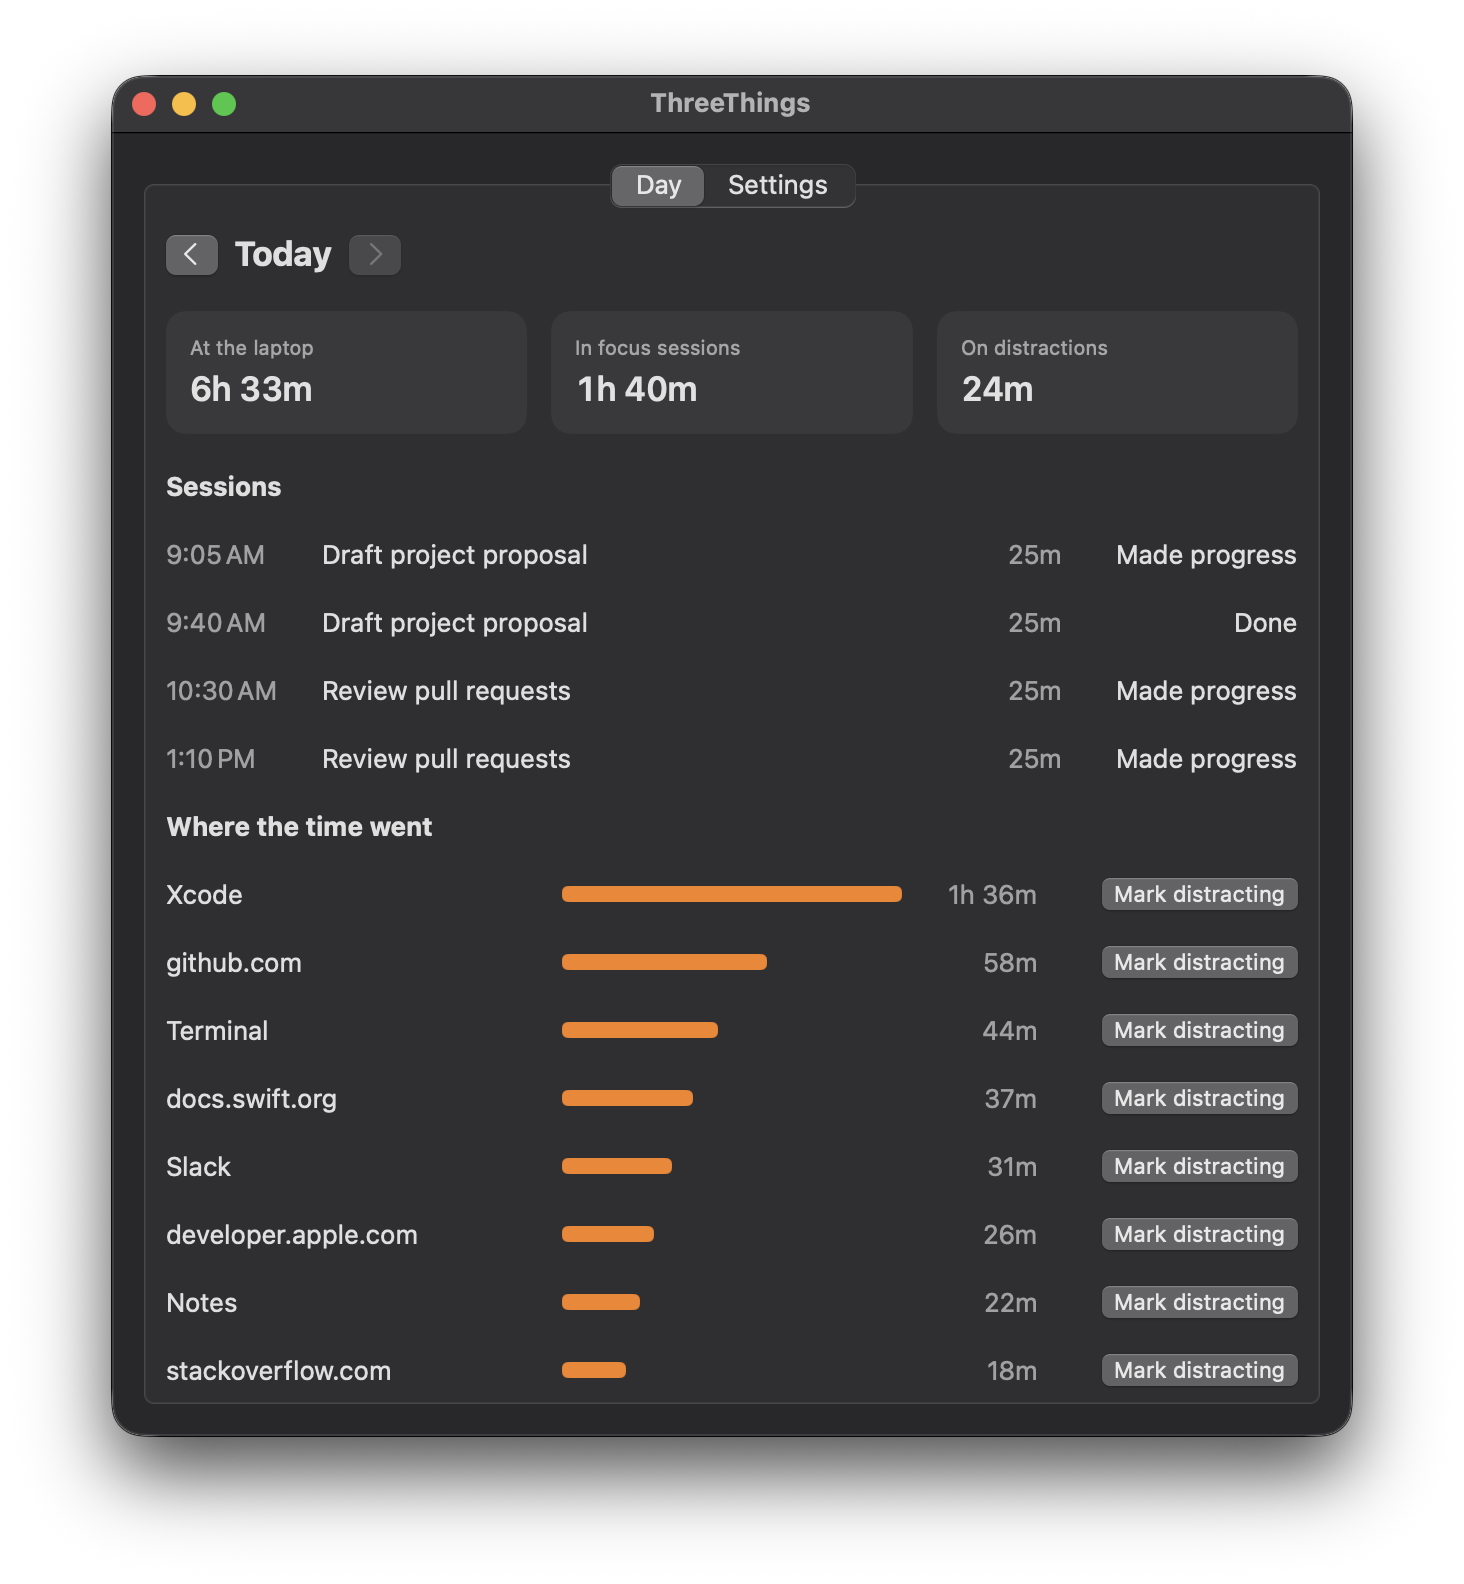 ThreeThings
Day Settings
Today
At the laptop In focus sessions On distractions
6h 33m 1h 40m 24m
Sessions
9:05 AM Draft project proposal 25m Made progress
9:40 AM Draft project proposal 25m Done
10:30 AM Review pull requests 25m Made progress
1:10 PM Review pull requests 25m Made progress
Where the time went
Xcode 1h 36m Mark distracting
github.com 58m Mark distracting
Terminal 44m Mark distracting
docs.swift.org 37m Mark distracting
Slack 31m Mark distracting
developer.apple.com 26m Mark distracting
Notes 22m Mark distracting
stackoverflow.com 18m Mark distracting